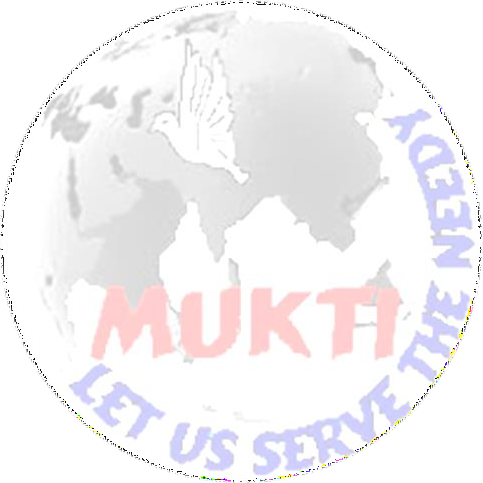 MUKTI
LET US SERVE THE NEEDY